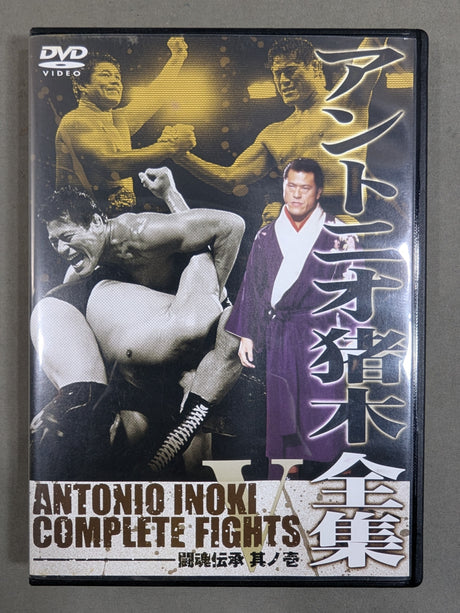 DVD
VIDEO
アントニオ猪木
全集
V
ANTONIO INOKI
COMPLETE FIGHTS
闘魂伝承 其ノ壱